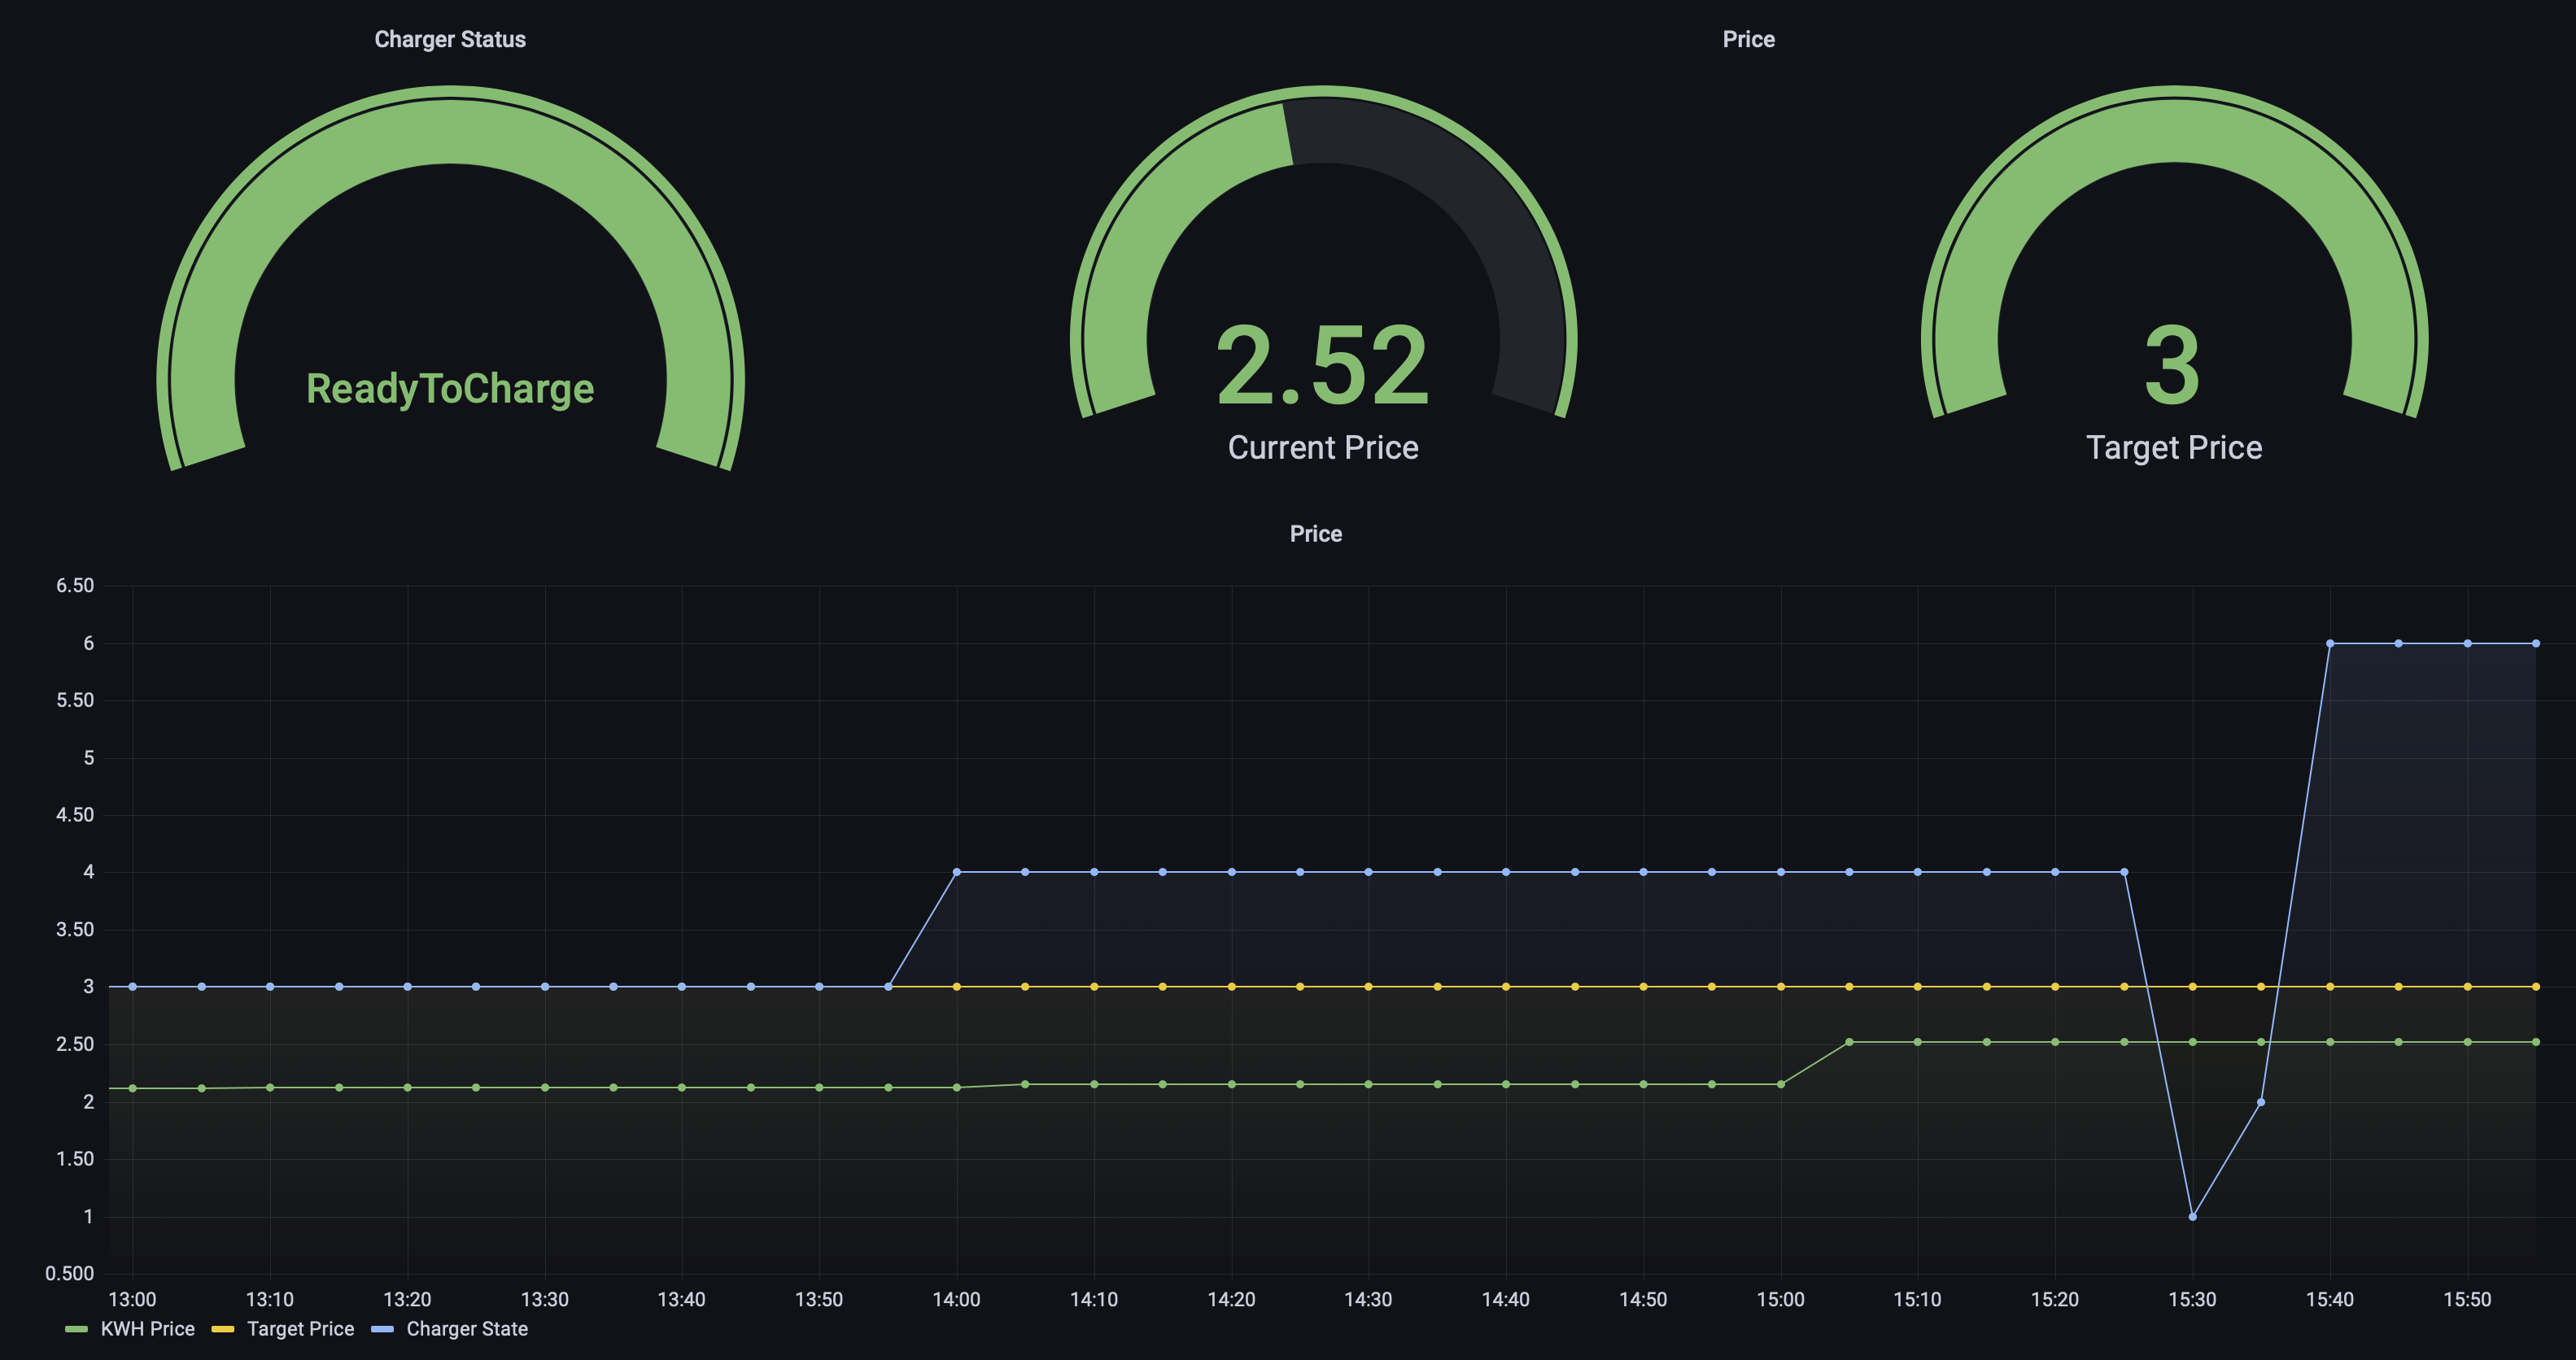 Charger Status
Price
ReadyToCharge
2.52
Current Price
3
Target Price
Price
6.50
6
5.50
5
4.50
4
3.50
3
2.50
2
1.50
1
0.500
13:00 13:10 13:20 13:30 13:40 13:50 14:00 14:10 14:20 14:30 14:40 14:50 15:00 15:10 15:20 15:30 15:40 15:50
KWH Price Target Price Charger State